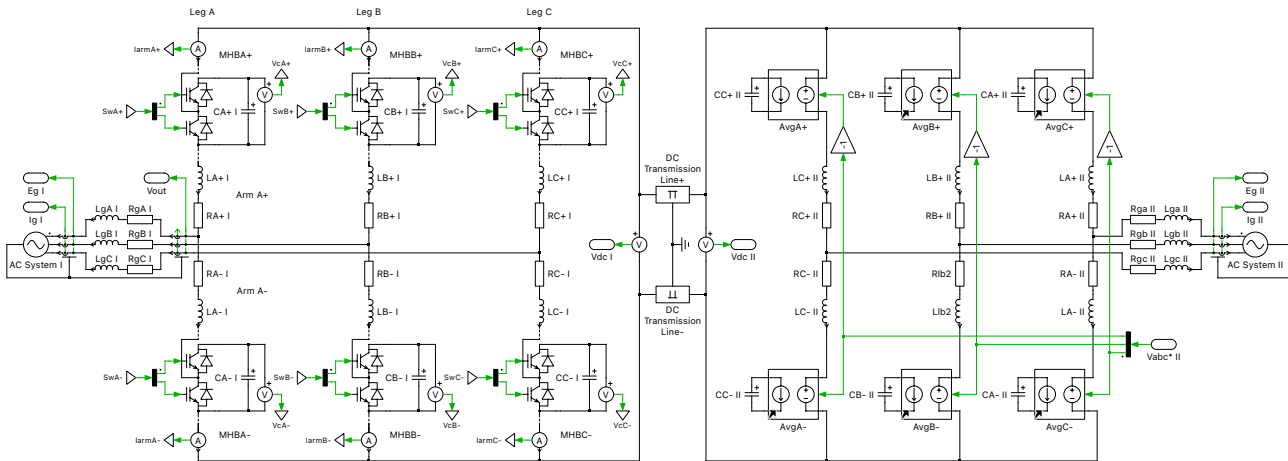 Leg A
Leg B
Leg C
IarmA+
A
MHBA+
IarmB+
A
MHBB+
IarmC+
A
MHBC+
VcA+
VcB+
VcC+
SwA+
CA+ I
V
SwB+
CB+ I
V
SwC+
CC+ I
V
CC+ II
AvgA+
CB+ II
AvgB+
CA+ II
AvgC+
-1
-1
-1
Eg I
Vout
LA+ I
Arm A+
LB+ I
LC+ I
DC
Transmission
Line+
LC+ II
LB+ II
LA+ II
Eg II
Ig I
LgA I
RgA I
RA+ I
RB+ I
RC+ I
RC+ II
RB+ II
RA+ II
Rga II
Lga II
Ig II
LgB I
RgB I
Vdc I
V
V
Vdc II
Rgb II
Lgb II
AC System I
LgC I
RgC I
Rgc II
Lgc II
AC System II
RA- I
RB- I
RC- I
RC- II
RIb2
RA- II
Arm A-
LA- I
LB- I
LC- I
DC
Transmission
Line-
LC- II
LIb2
LA- II
Vabc* II
SwA-
CA- I
V
SwB-
CB- I
V
SwC-
CC- I
V
CC- II
CB- II
CA- II
VcA-
VcB-
VcC-
AvgA-
AvgB-
AvgC-
IarmA-
A
MHBA-
IarmB-
A
MHBB-
IarmC-
A
MHBC-